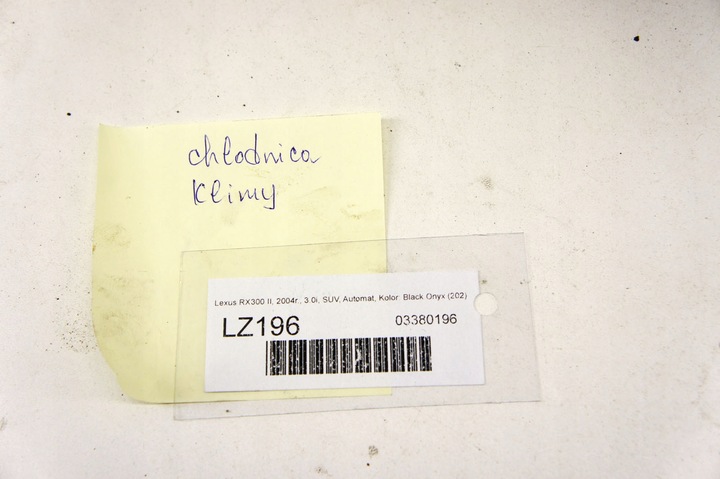 chłodnica
klimy
Lexus RX300 II, 2004r., 3.0i, SUV, Automat, Kolor: Black Onyx (202)
LZ196 03380196